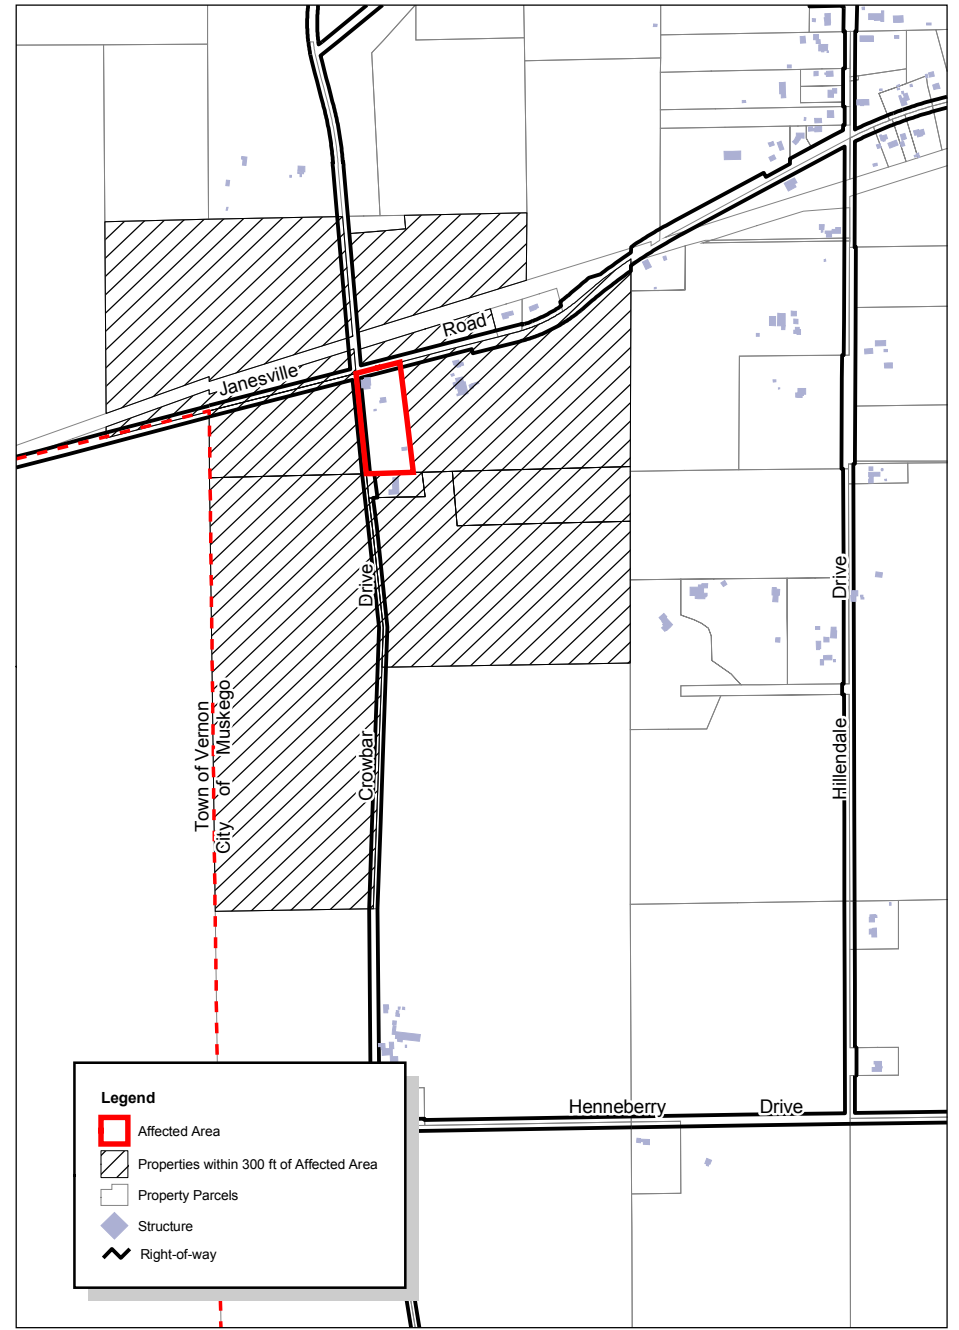 Road
Janesville
Drive
Drive
Town of Vernon
City of Muskego
Crowbar
Hillendale
Henneberry Drive
Legend
Affected Area
Properties within 300 ft of Affected Area
Property Parcels
Structure
Right-of-way